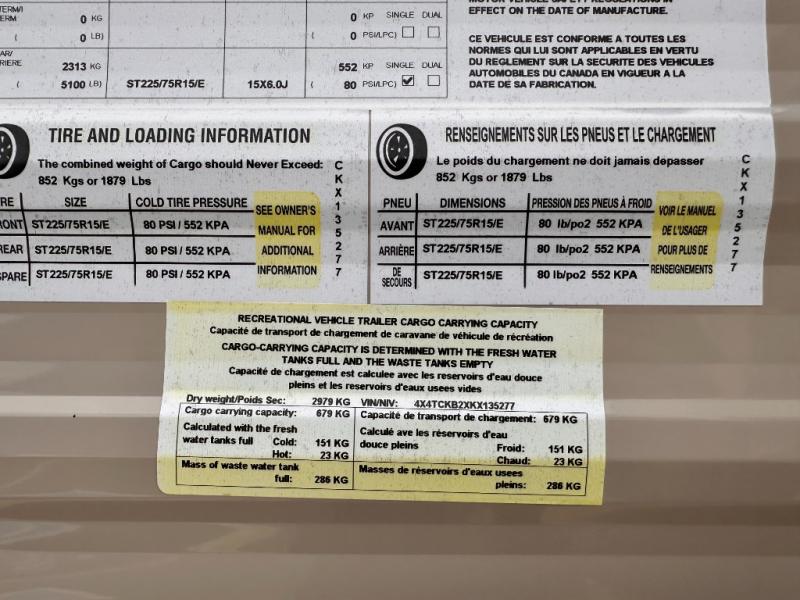 0 KG
0 LB)
0 KP SINGLE DUAL
0 PSI/LPC)
2313 KG
5100 LB)
ST225/75R15/E
15X6.0J
552 KP SINGLE DUAL
80 PSI/LPC)
EFFECT ON THE DATE OF MANUFACTURE.
CE VEHICULE EST CONFORME A TOUTES LES
NORMES QUI LUI SONT APPLICABLES EN VERTU
DU REGLEMENT SUR LA SECURITE DES VEHICULES
AUTOMOBILES DU CANADA EN VIGUEUR A LA
DATE DE SA FABRICATION.
TIRE AND LOADING INFORMATION
The combined weight of Cargo should Never Exceed:
852 Kgs or 1879 Lbs
SIZE COLD TIRE PRESSURE
ST225/75R15/E 80 PSI / 552 KPA
REAR ST225/75R15/E 80 PSI / 552 KPA
ST225/75R15/E 80 PSI / 552 KPA
SEE OWNER'S
MANUAL FOR
ADDITIONAL
INFORMATION
CKX135277
RENSEIGNEMENTS SUR LES PNEUS ET LE CHARGEMENT
Le poids du chargement ne doit jamais depasser
852 Kgs or 1879 Lbs
PNEU DIMENSIONS PRESSION DES PNEUS À FROID
AVANT ST225/75R15/E 80 lb/po2 552 KPA
ARRIÈRE ST225/75R15/E 80 lb/po2 552 KPA
DE SECOURS ST225/75R15/E 80 lb/po2 552 KPA
VOIR LE MANUEL
DE L'USAGER
POUR PLUS DE
RENSEIGNEMENTS
CKX135277
RECREATIONAL VEHICLE TRAILER CARGO CARRYING CAPACITY
Capacité de transport de chargement de caravane de véhicule de récréation
CARGO-CARRYING CAPACITY IS DETERMINED WITH THE FRESH WATER
TANKS FULL AND THE WASTE TANKS EMPTY
Capacité de chargement est calculee avec les reservoirs d'eau douce
pleins et les reservoirs d'eaux usees vides
Dry weight/Poids Sec: 2979 KG VIN/NIV: 4X4TCKB2XKX135277
Cargo carrying capacity: 679 KG
Calculated with the fresh
water tanks full Cold: 151 KG
Hot: 23 KG
Mass of waste water tank
full: 286 KG
Capacité de transport de chargement: 679 KG
Calculé ave les réservoirs d'eau
douce pleins Froid: 151 KG
Chaud: 23 KG
Masses de réservoirs d'eaux usees
pleins: 286 KG